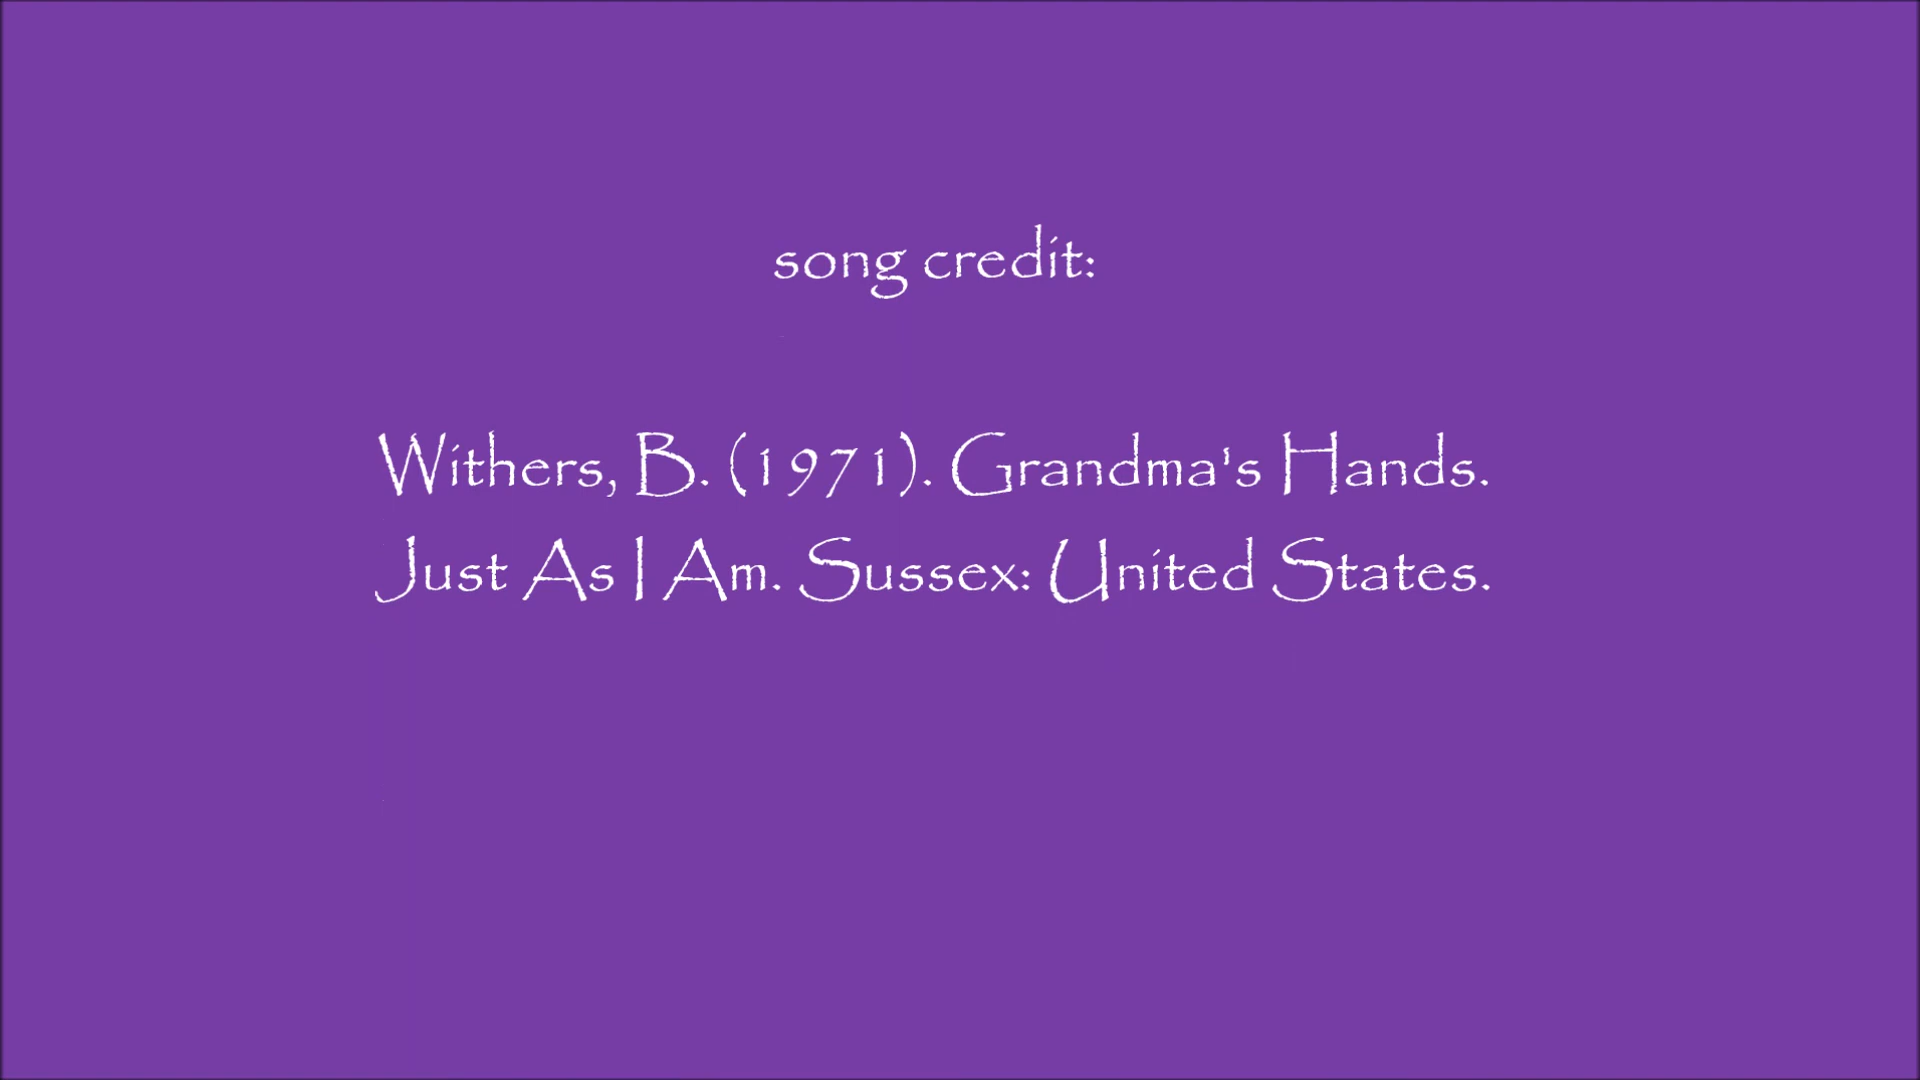 song credit:
Withers, B. (1971). Grandma's Hands.
Just As I Am. Sussex: United States.